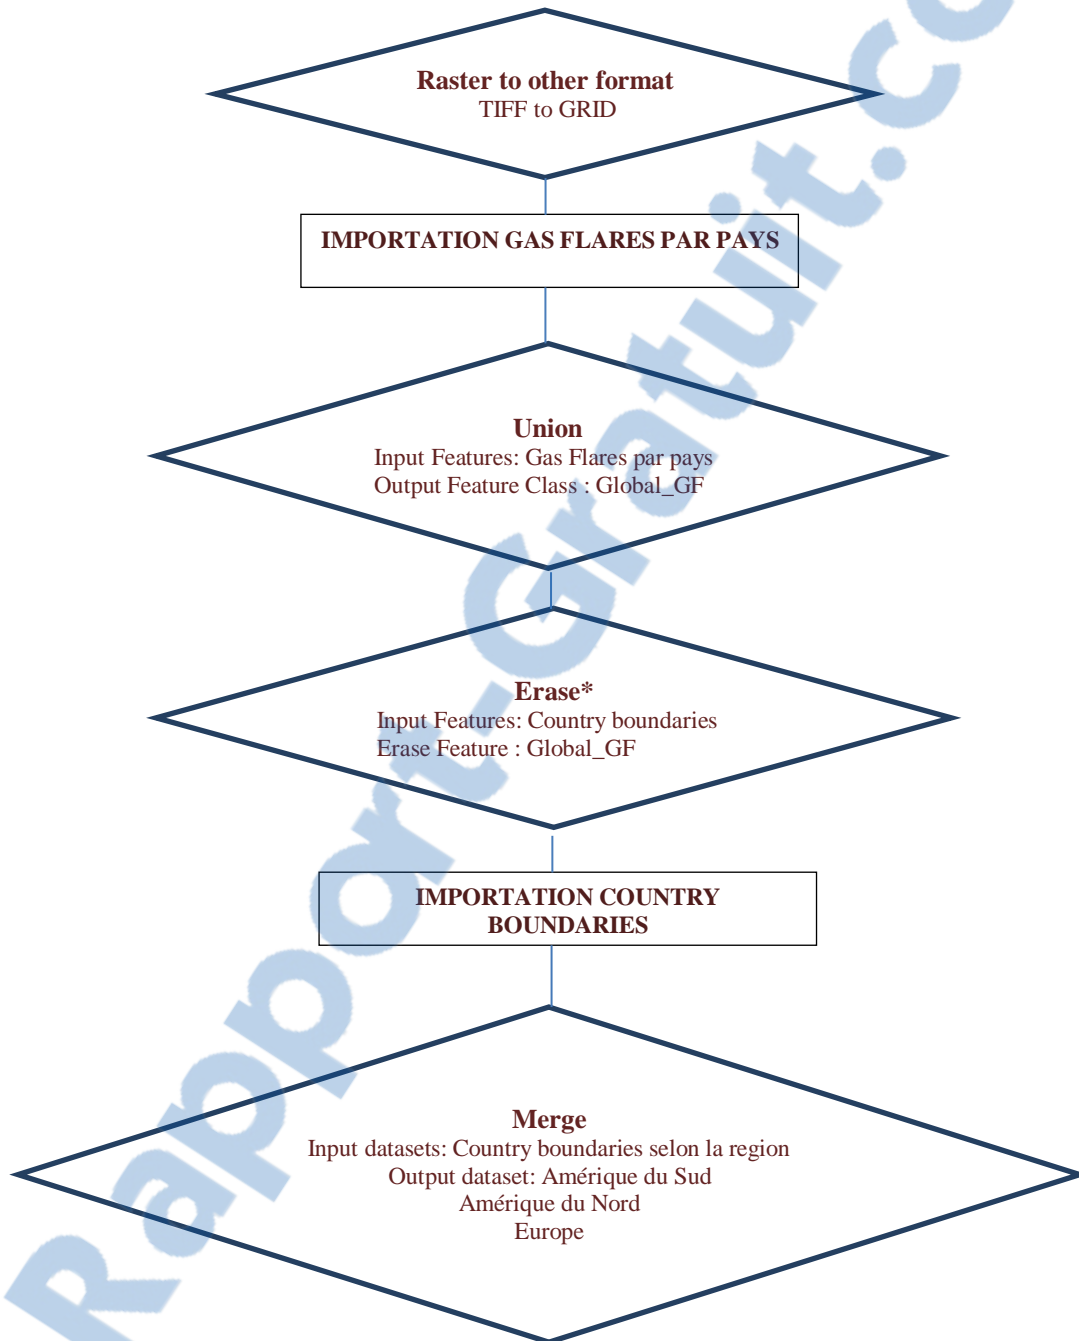 Raster to other format
TIFF to GRID
IMPORTATION GAS FLARES PAR PAYS
Union
Input Features: Gas Flares par pays
Output Feature Class : Global_GF
Erase*
Input Features: Country boundaries
Erase Feature : Global_GF
IMPORTATION COUNTRY
BOUNDARIES
Merge
Input datasets: Country boundaries selon la region
Output dataset: Amérique du Sud
Amérique du Nord
Europe
Rapport-Gratuit.co